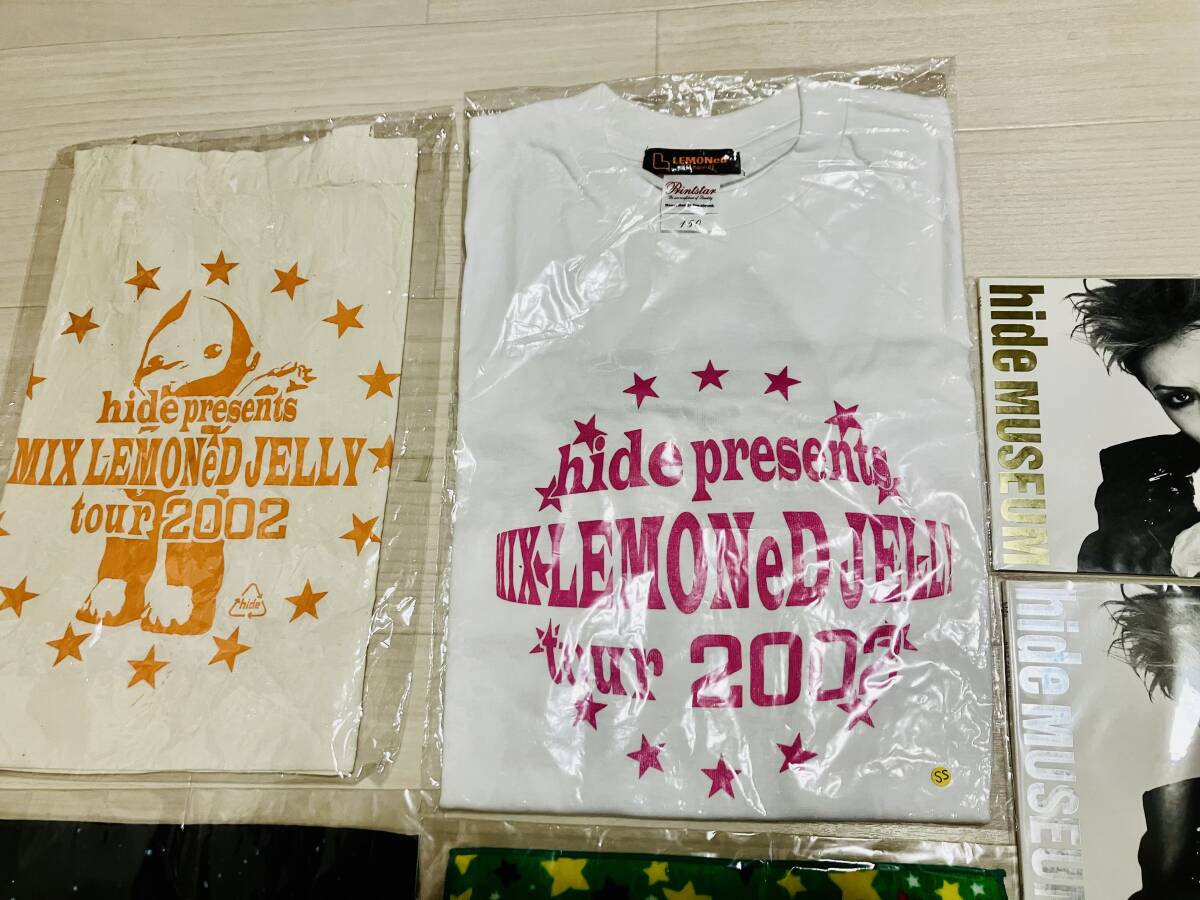 hide presents
MIX LEMONeD JELLY
tour 2002
hide
LEMONeD
Printstar
150
hide presents
MIX LEMONeD JELLY
tour 2002
SS
hide MUSEUM
hide MUSEUM